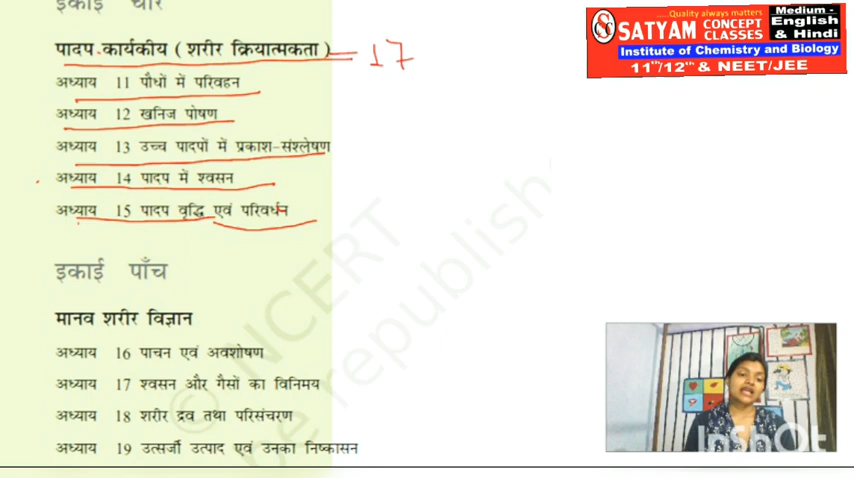 इकाई चार
...Quality always matters
SATYAM CONCEPT CLASSES
Medium - English & Hindi
Institute of Chemistry and Biology
11th/12th & NEET/JEE
पादप कार्यकीय ( शरीर क्रियात्मकता ) 17
अध्याय 11 पौधों में परिवहन
अध्याय 12 खनिज पोषण
अध्याय 13 उच्च पादपों में प्रकाश-संश्लेषण
अध्याय 14 पादप में श्वसन
अध्याय 15 पादप वृद्धि एवं परिवर्धन
इकाई पाँच
मानव शरीर विज्ञान
अध्याय 16 पाचन एवं अवशोषण
अध्याय 17 श्वसन और गैसों का विनिमय
अध्याय 18 शरीर द्रव तथा परिसंचरण
अध्याय 19 उत्सर्जी उत्पाद एवं उनका निष्कासन
© NCERT
be republish
InShOt